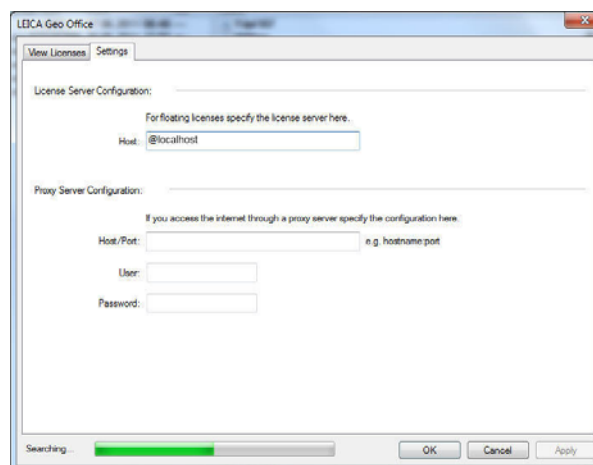 LEICA Geo Office
View Licenses Settings
License Server Configuration:
For floating licenses specify the license server here.
Host: @localhost
Proxy Server Configuration:
If you access the internet through a proxy server specify the configuration here.
Host/Port: e.g. hostname:port
User:
Password:
Searching... OK Cancel Apply